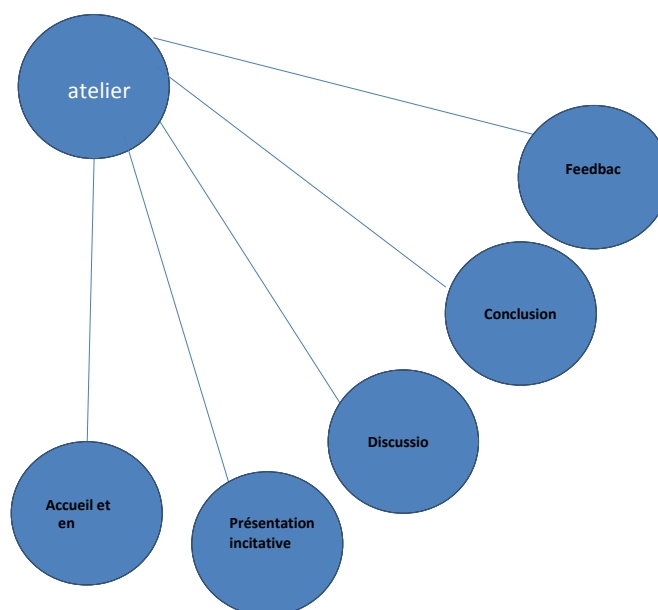 atelier
Feedbac
Conclusion
Discussio
Accueil et
en
Présentation
incitative